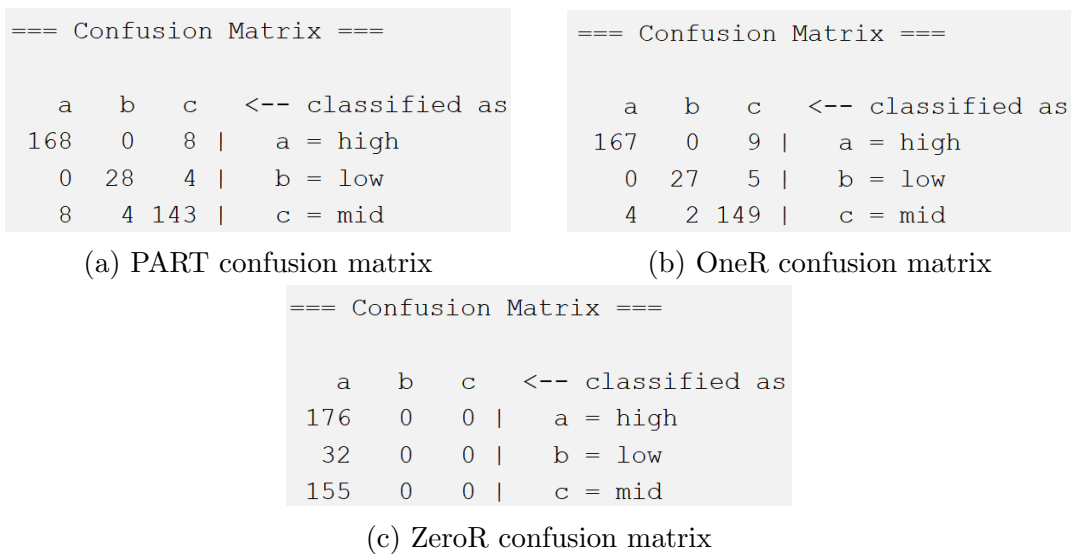 === Confusion Matrix ===
a b c <-- classified as
168 0 8 | a = high
0 28 4 | b = low
8 4 143 | c = mid
(a) PART confusion matrix
=== Confusion Matrix ===
a b c <-- classified as
167 0 9 | a = high
0 27 5 | b = low
4 2 149 | c = mid
(b) OneR confusion matrix
=== Confusion Matrix ===
a b c <-- classified as
176 0 0 | a = high
32 0 0 | b = low
155 0 0 | c = mid
(c) ZeroR confusion matrix